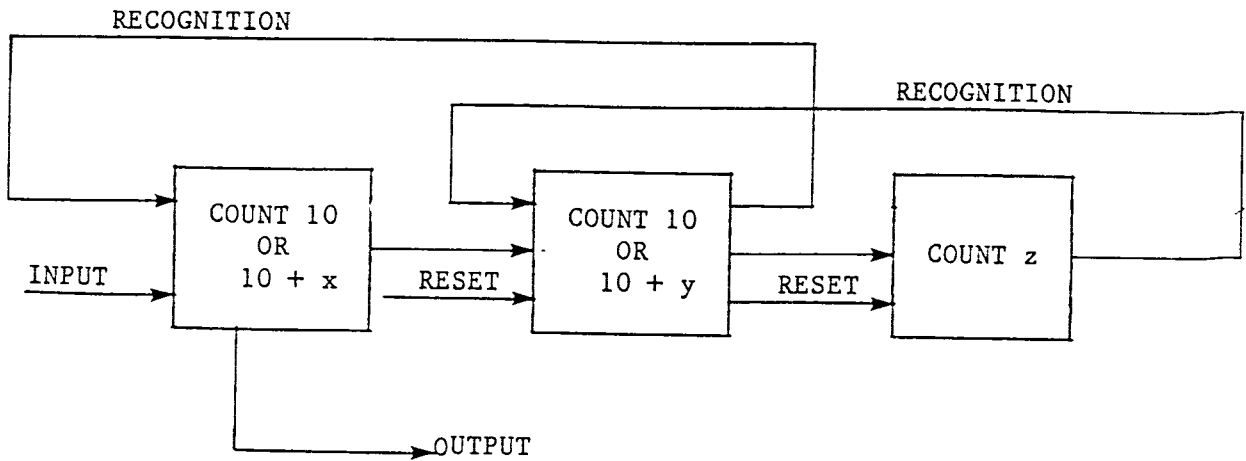 RECOGNITION
RECOGNITION
COUNT 10
OR
10 + x
COUNT 10
OR
10 + y
COUNT z
INPUT
RESET
RESET
OUTPUT